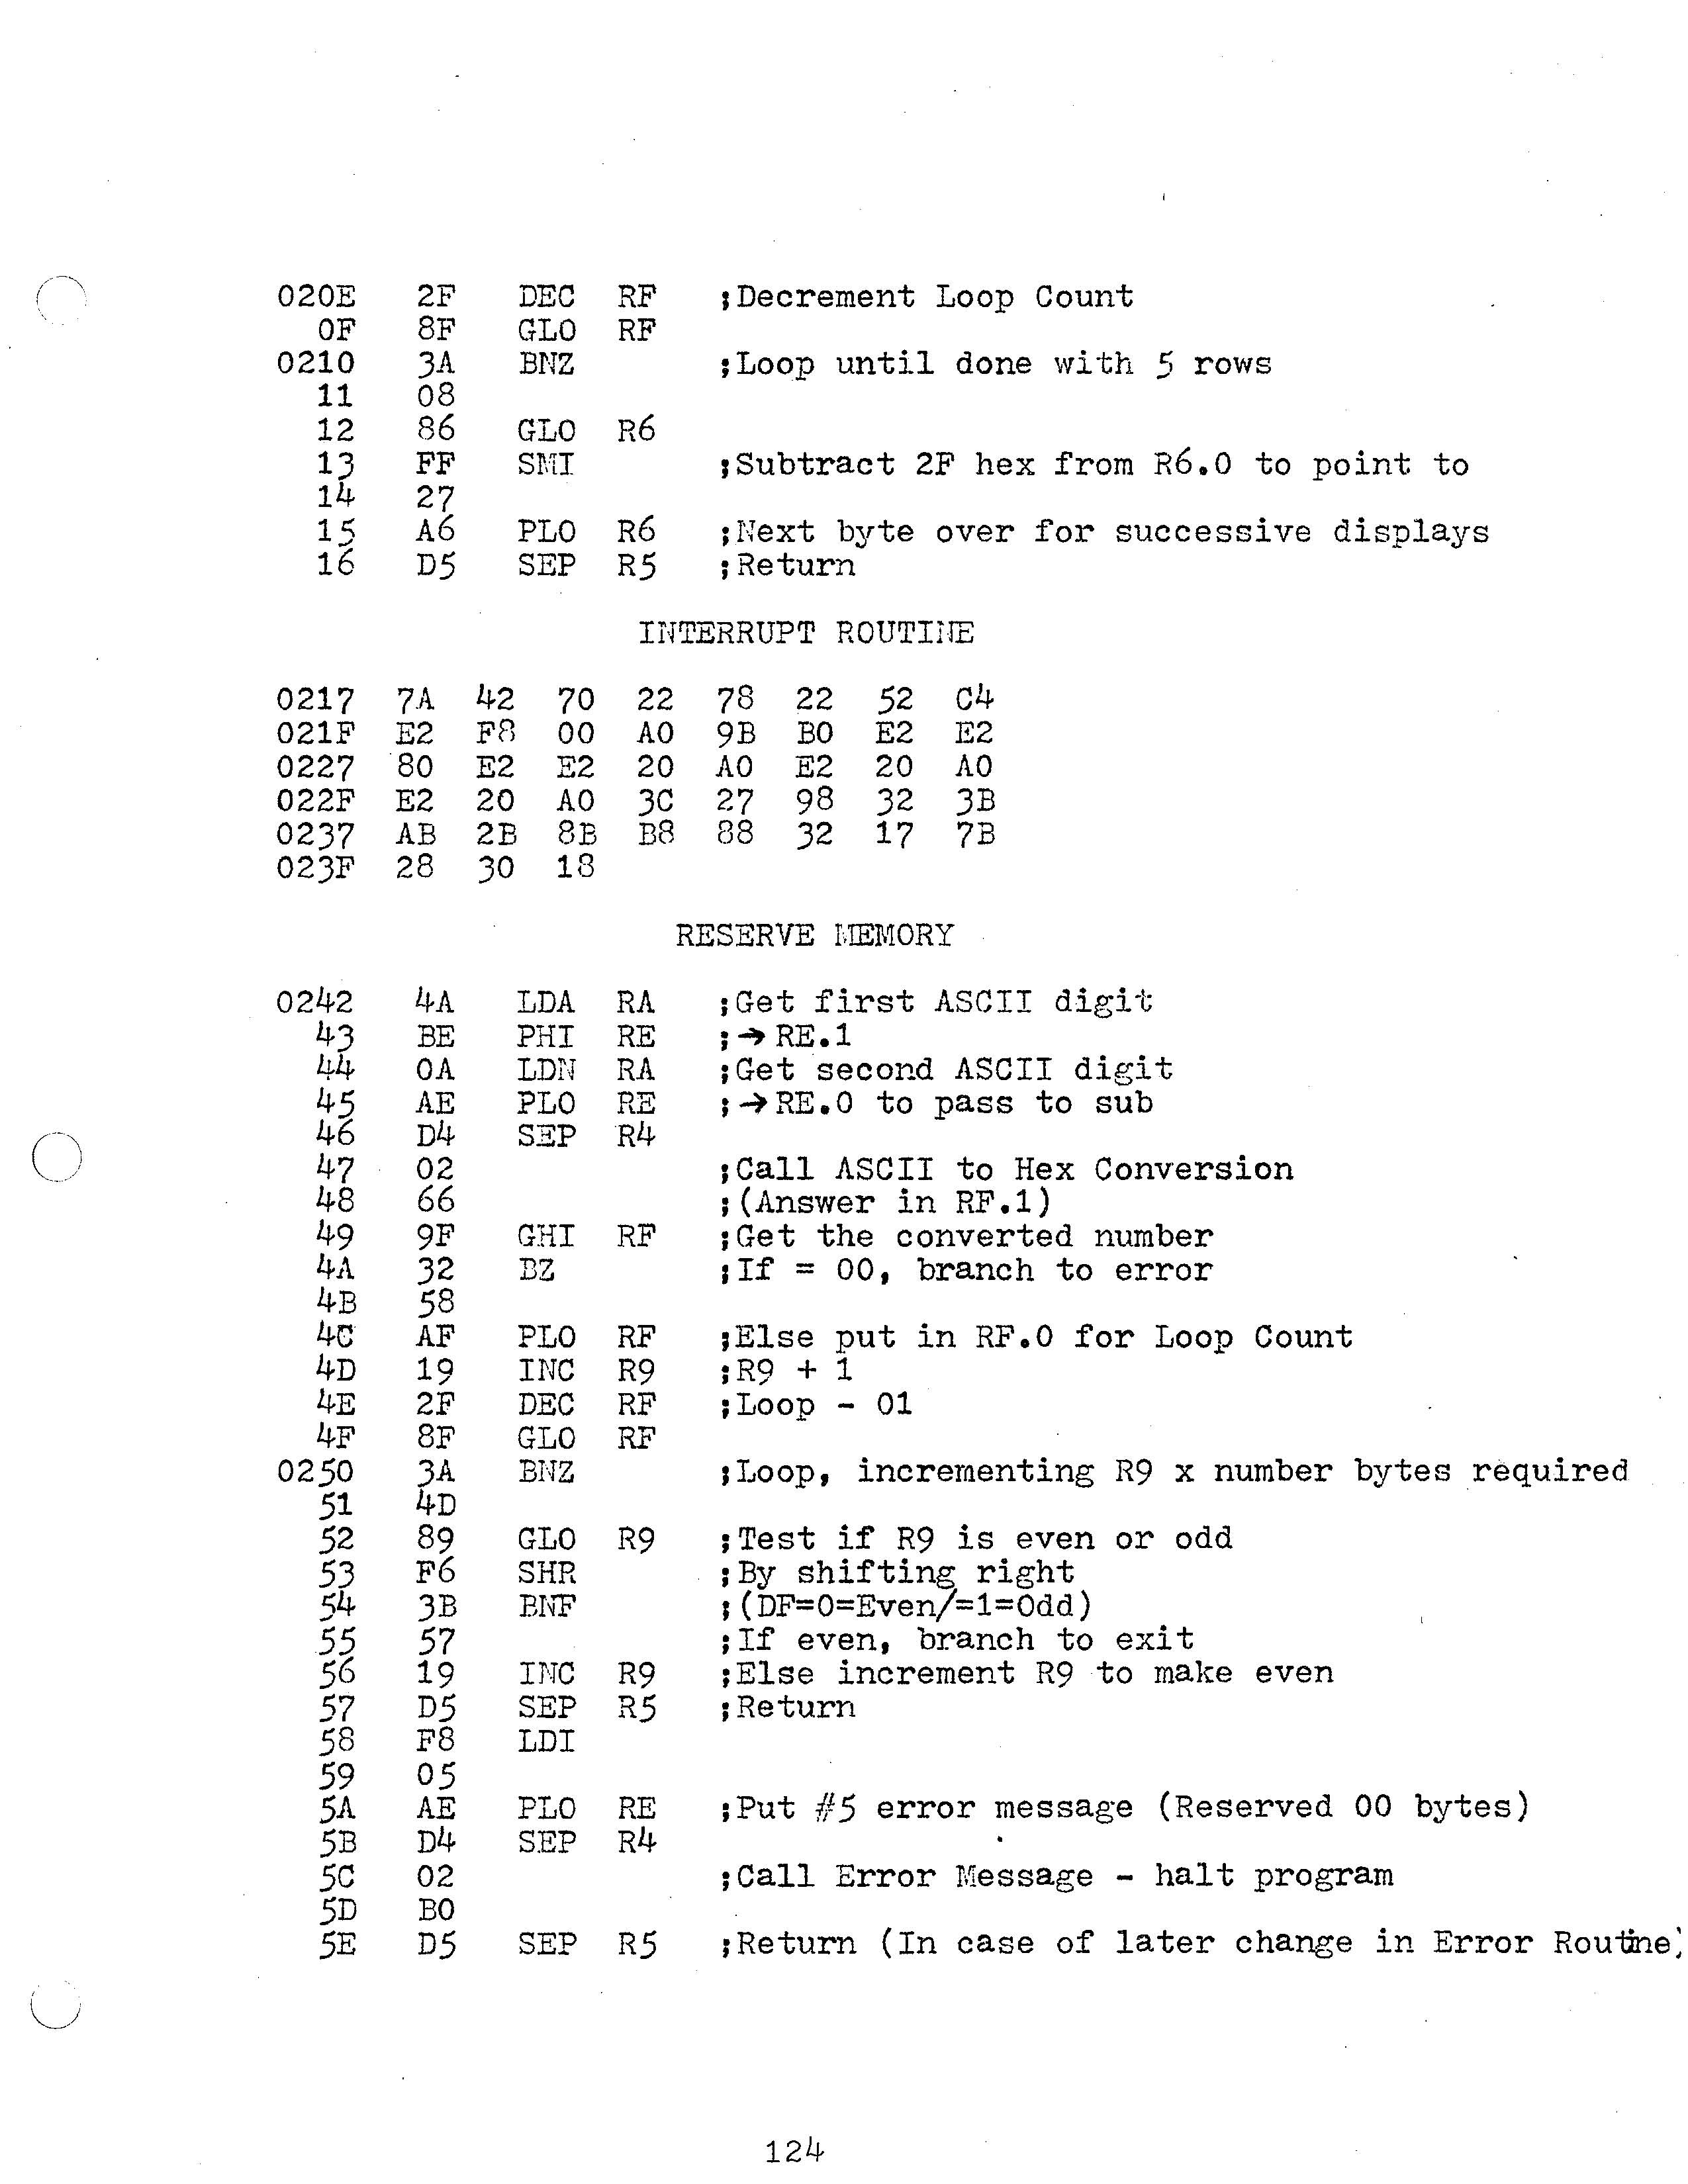 020E 2F DEC RF ;Decrement Loop Count
0F 8F GLO RF
0210 3A BNZ ;Loop until done with 5 rows
11 08
12 86 GLO R6
13 FF SMI ;Subtract 2F hex from R6.0 to point to
14 27
15 A6 PLO R6 ;Next byte over for successive displays
16 D5 SEP R5 ;Return
INTERRUPT ROUTINE
0217 7A 42 70 22 78 22 52 C4
021F E2 F8 00 A0 9B B0 E2 E2
0227 80 E2 E2 20 A0 E2 20 A0
022F E2 20 A0 3C 27 98 32 3B
0237 AB 2B 8B B8 88 32 17 7B
023F 28 30 18
RESERVE MEMORY
0242 4A LDA RA ;Get first ASCII digit
43 BE PHI RE ;→ RE.1
44 0A LDN RA ;Get second ASCII digit
45 AE PLO RE ;→RE.0 to pass to sub
46 D4 SEP R4
47 02 ;Call ASCII to Hex Conversion
48 66 ;(Answer in RF.1)
49 9F GHI RF ;Get the converted number
4A 32 BZ ;If = 00, branch to error
4B 58
4C AF PLO RF ;Else put in RF.0 for Loop Count
4D 19 INC R9 ;R9 + 1
4E 2F DEC RF ;Loop - 01
4F 8F GLO RF
0250 3A BNZ ;Loop, incrementing R9 x number bytes required
51 4D
52 89 GLO R9 ;Test if R9 is even or odd
53 F6 SHR ;By shifting right
54 3B BNF ;(DF=0=Even/=1=Odd)
55 57 ;If even, branch to exit
56 19 INC R9 ;Else increment R9 to make even
57 D5 SEP R5 ;Return
58 F8 LDI
59 05
5A AE PLO RE ;Put #5 error message (Reserved 00 bytes)
5B D4 SEP R4
5C 02 ;Call Error Message - halt program
5D B0
5E D5 SEP R5 ;Return (In case of later change in Error Routine)
124